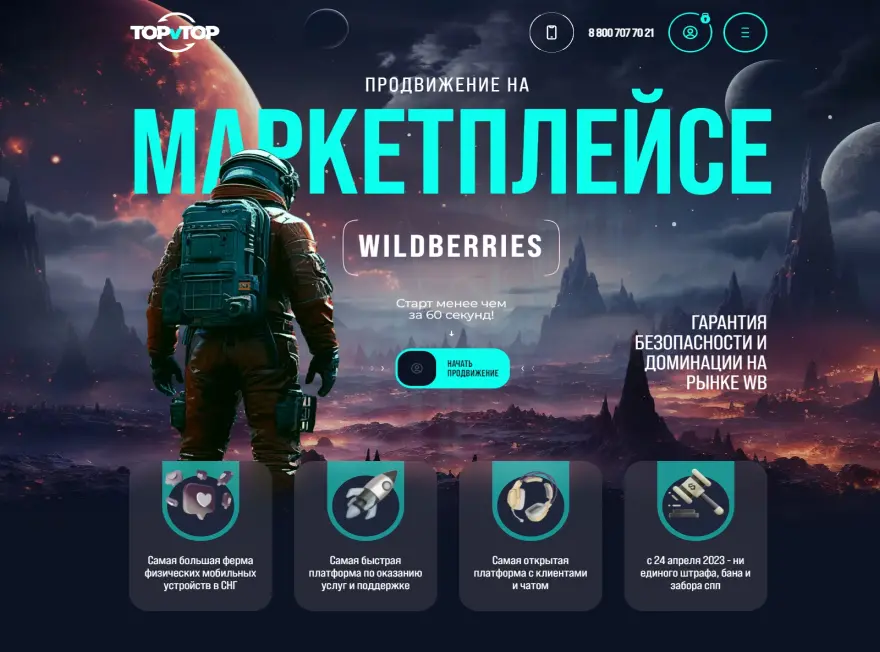 TOPvTOP
8 800 707 70 21
ПРОДВИЖЕНИЕ НА
МАРКЕТПЛЕЙСЕ
WILDBERRIES
Старт менее чем
за 60 секунд!
НАЧАТЬ
ПРОДВИЖЕНИЕ
ГАРАНТИЯ
БЕЗОПАСНОСТИ И
ДОМИНАЦИИ НА
РЫНКЕ WB
Самая большая ферма
физических мобильных
устройств в СНГ
Самая быстрая
платформа по оказанию
услуг и поддержке
Самая открытая
платформа с клиентами
и чатом
с 24 апреля 2023 - ни
единого штрафа, бана и
забора спп